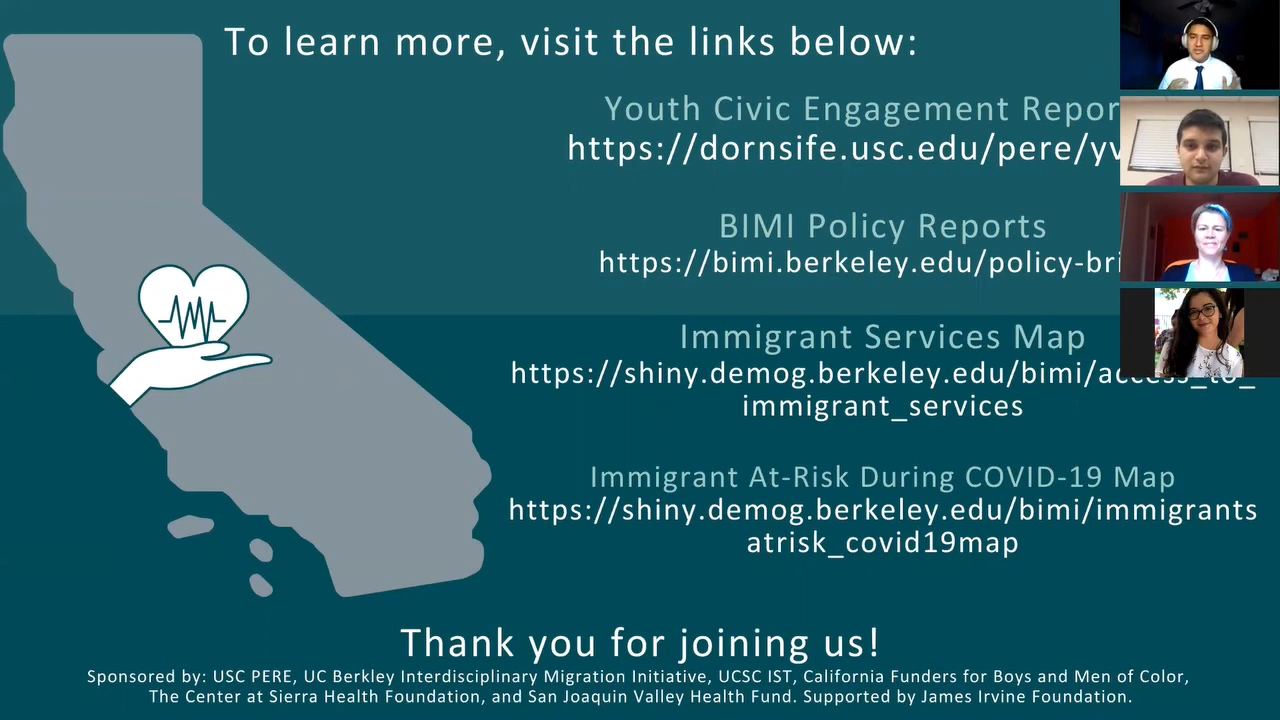 To learn more, visit the links below:
Youth Civic Engagement Repor
https://dornsife.usc.edu/pere/yv
BIMI Policy Reports
https://bimi.berkeley.edu/policy-bri
Immigrant Services Map
https://shiny.demog.berkeley.edu/bimi/access_to_
immigrant_services
Immigrant At-Risk During COVID-19 Map
https://shiny.demog.berkeley.edu/bimi/immigrants
atrisk_covid19map
Thank you for joining us!
Sponsored by: USC PERE, UC Berkley Interdisciplinary Migration Initiative, UCSC IST, California Funders for Boys and Men of Color,
The Center at Sierra Health Foundation, and San Joaquin Valley Health Fund. Supported by James Irvine Foundation.